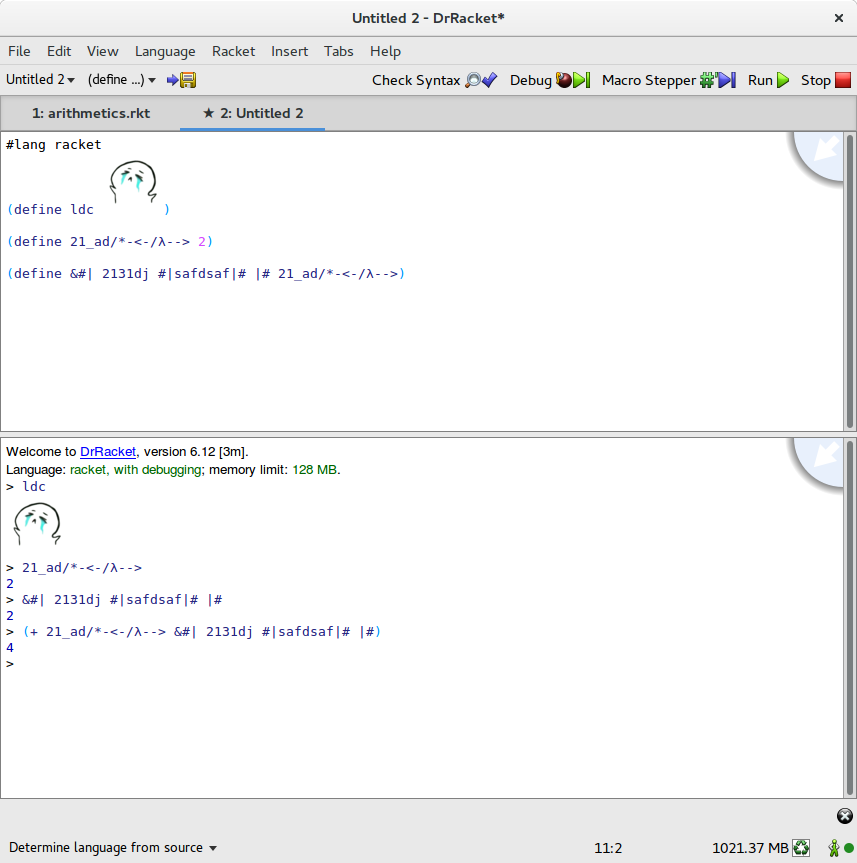 Untitled 2 - DrRacket*
File Edit View Language Racket Insert Tabs Help
Untitled 2 (define ...) Check Syntax Debug Macro Stepper Run Stop
1: arithmetics.rkt ★ 2: Untitled 2
#lang racket
(define ldc )
(define 21_ad/*-<-/λ--> 2)
(define &#| 2131dj #|safdsaf|# |# 21_ad/*-<-/λ-->)
Welcome to DrRacket, version 6.12 [3m].
Language: racket, with debugging; memory limit: 128 MB.
> ldc
> 21_ad/*-<-/λ-->
2
> &#| 2131dj #|safdsaf|# |#
2
> (+ 21_ad/*-<-/λ--> &#| 2131dj #|safdsaf|# |#)
4
>
Determine language from source 11:2 1021.37 MB